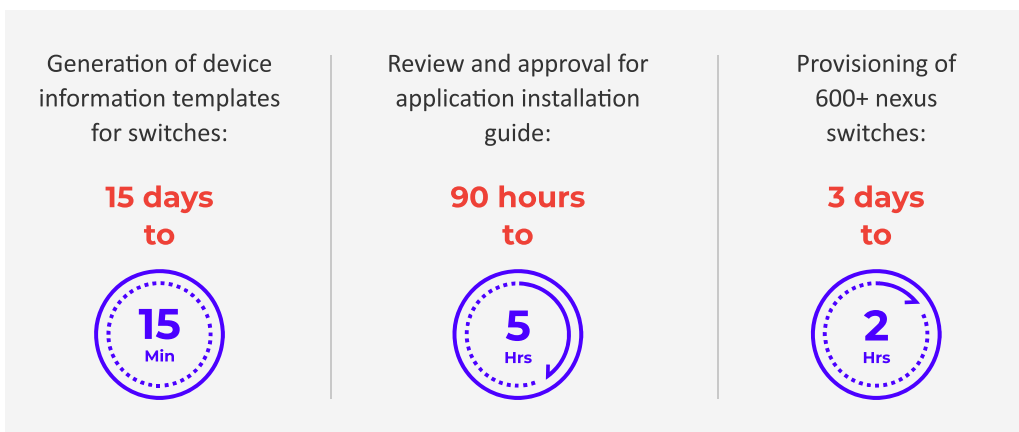 Generation of device
information templates
for switches:
15 days
to
15
Min
Review and approval for
application installation
guide:
90 hours
to
5
Hrs
Provisioning of
600+ nexus
switches:
3 days
to
2
Hrs